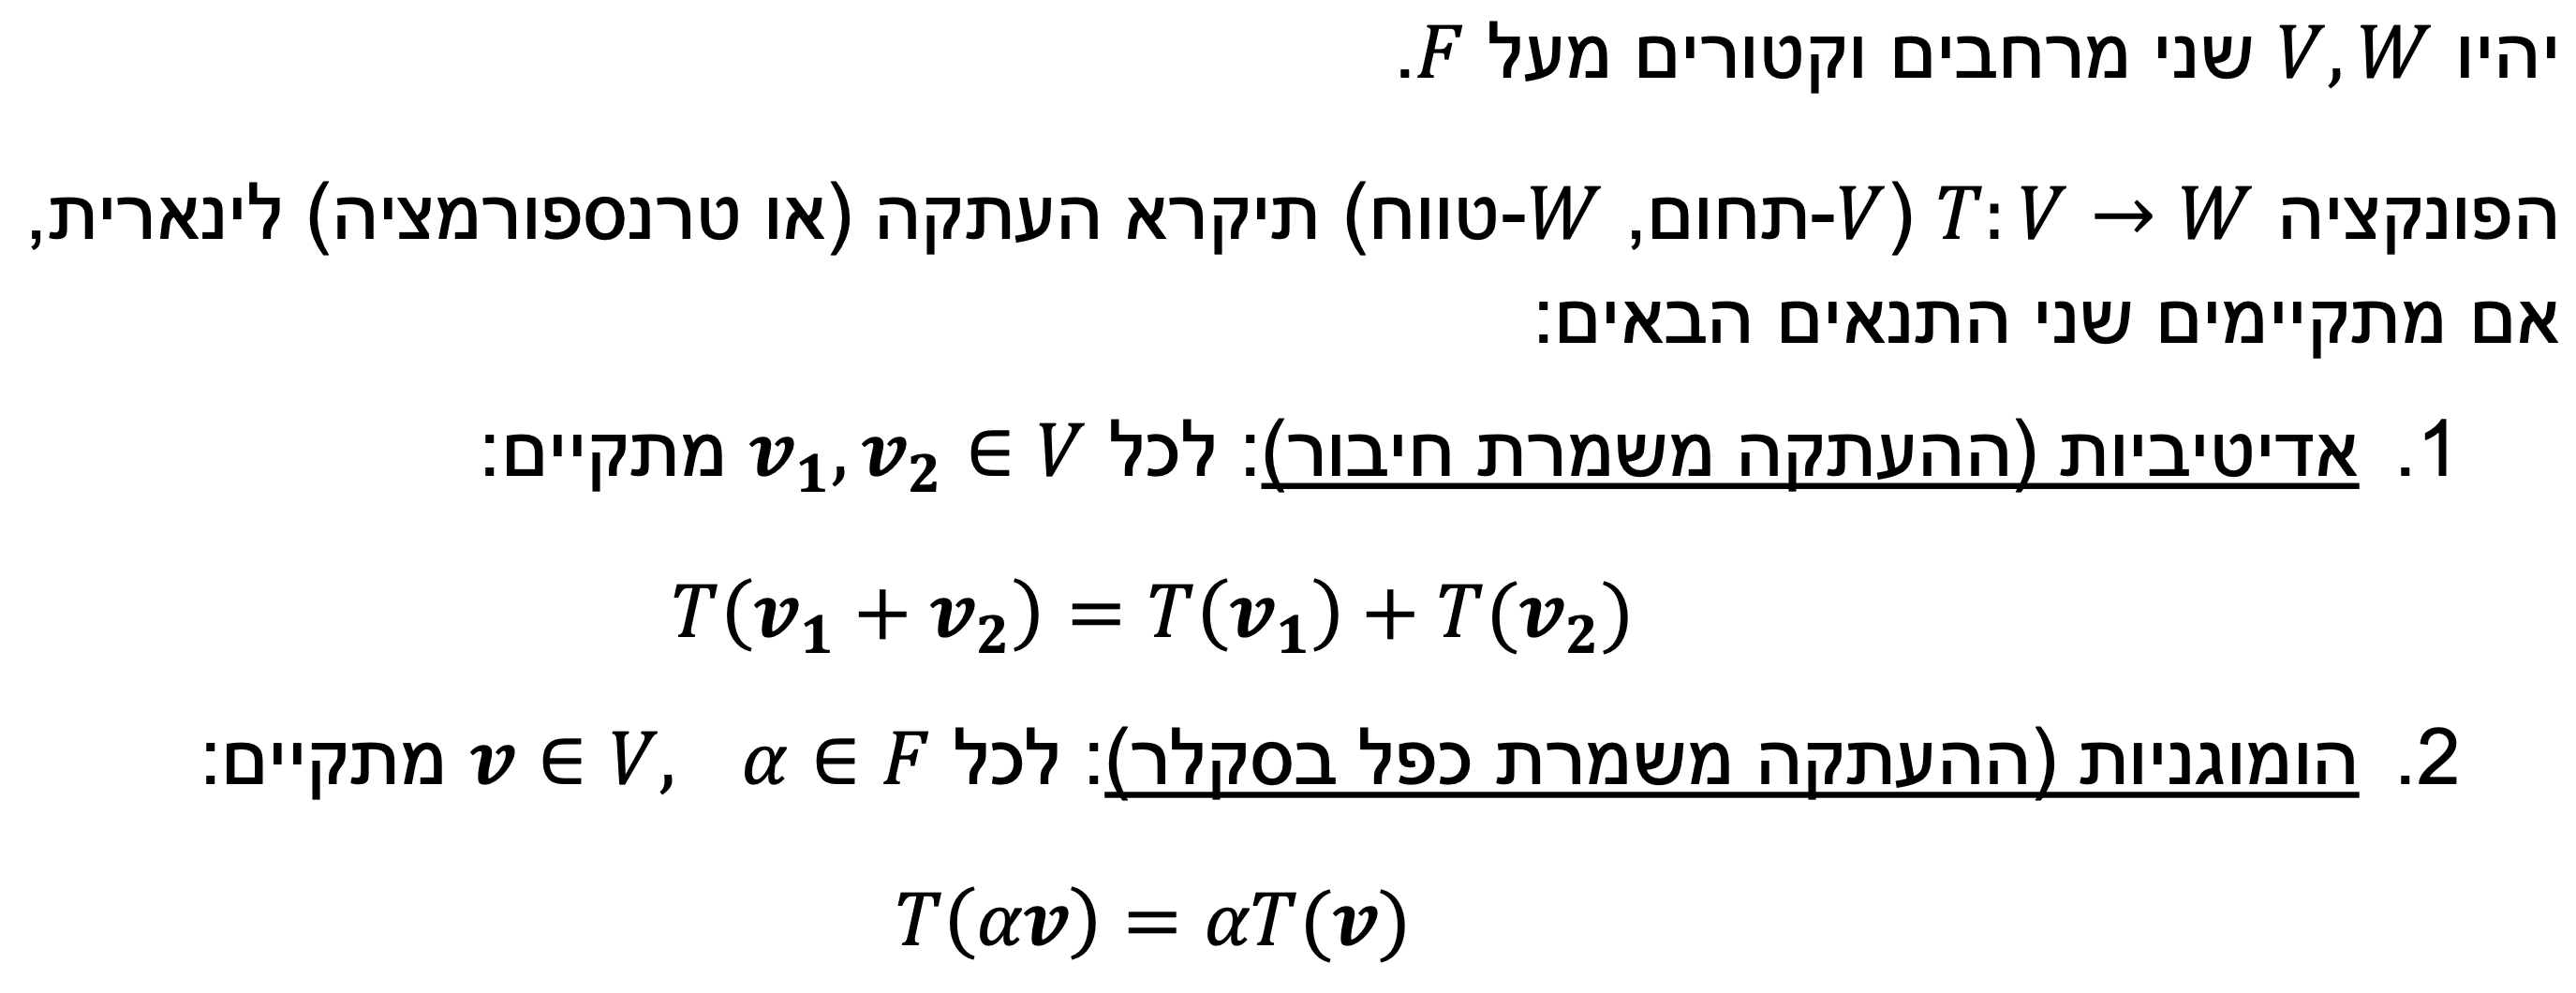 יהיו V, W שני מרחבים וקטורים מעל F.
הפונקציה T: V → W (V-תחום, W-טווח) תיקרא העתקה (או טרנספורמציה) לינארית,
אם מתקיימים שני התנאים הבאים:
1. אדיטיביות (ההעתקה משמרת חיבור): לכל v₁, v₂ ∈ V מתקיים:
T(v₁ + v₂) = T(v₁) + T(v₂)
2. הומוגניות (ההעתקה משמרת כפל בסקלר): לכל v ∈ V, α ∈ F מתקיים:
T(αv) = αT(v)